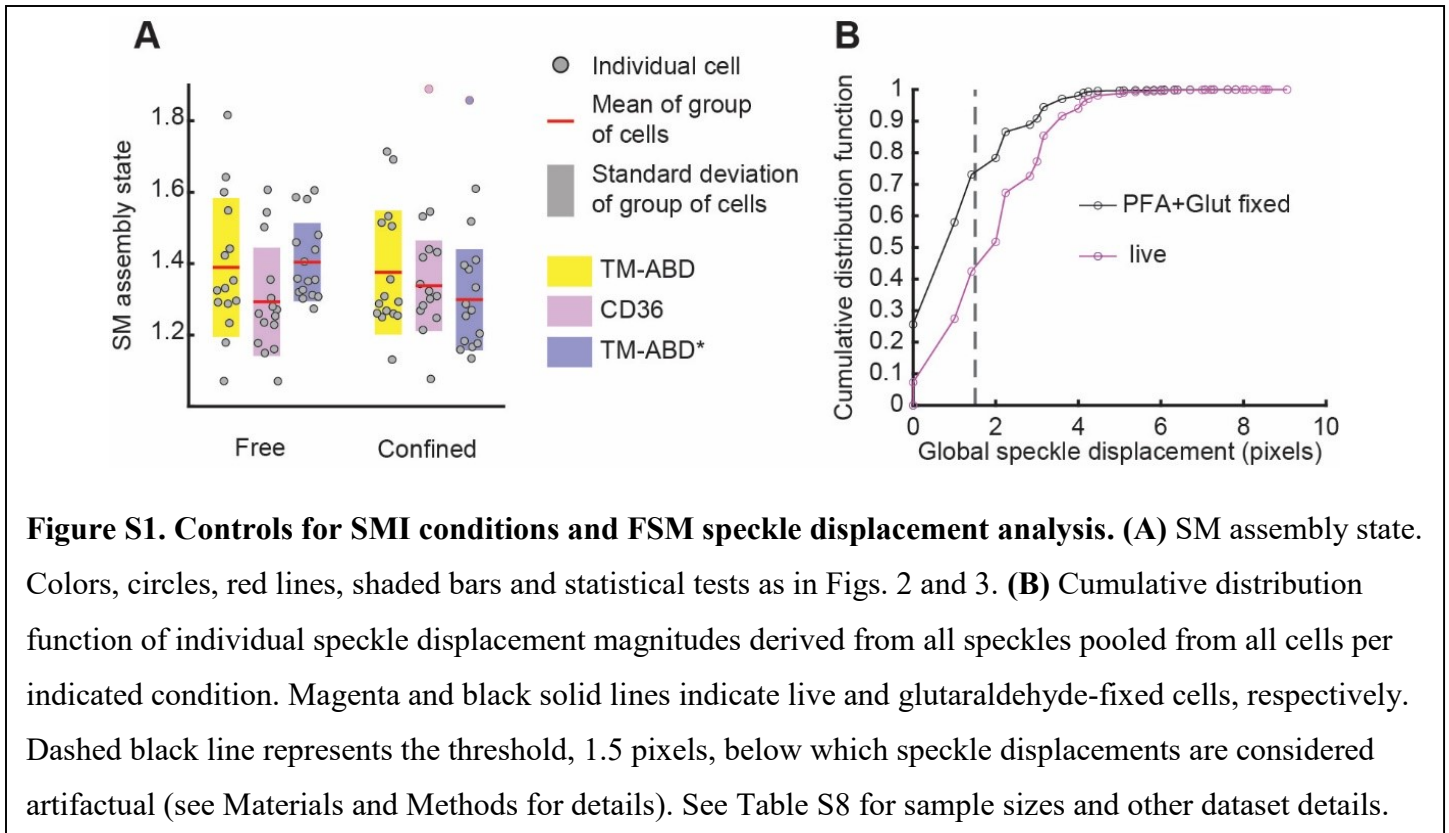 A
SM assembly state
1.8
1.6
1.4
1.2
Free
Confined
Individual cell
Mean of group
of cells
Standard deviation
of group of cells
TM-ABD
CD36
TM-ABD*
B
Cumulative distribution function
1
0.9
0.8
0.7
0.6
0.5
0.4
0.3
0.2
0.1
0
PFA+Glut fixed
live
0 2 4 6 8 10
Global speckle displacement (pixels)
Figure S1. Controls for SMI conditions and FSM speckle displacement analysis. (A) SM assembly state.
Colors, circles, red lines, shaded bars and statistical tests as in Figs. 2 and 3. (B) Cumulative distribution
function of individual speckle displacement magnitudes derived from all speckles pooled from all cells per
indicated condition. Magenta and black solid lines indicate live and glutaraldehyde-fixed cells, respectively.
Dashed black line represents the threshold, 1.5 pixels, below which speckle displacements are considered
artifactual (see Materials and Methods for details). See Table S8 for sample sizes and other dataset details.